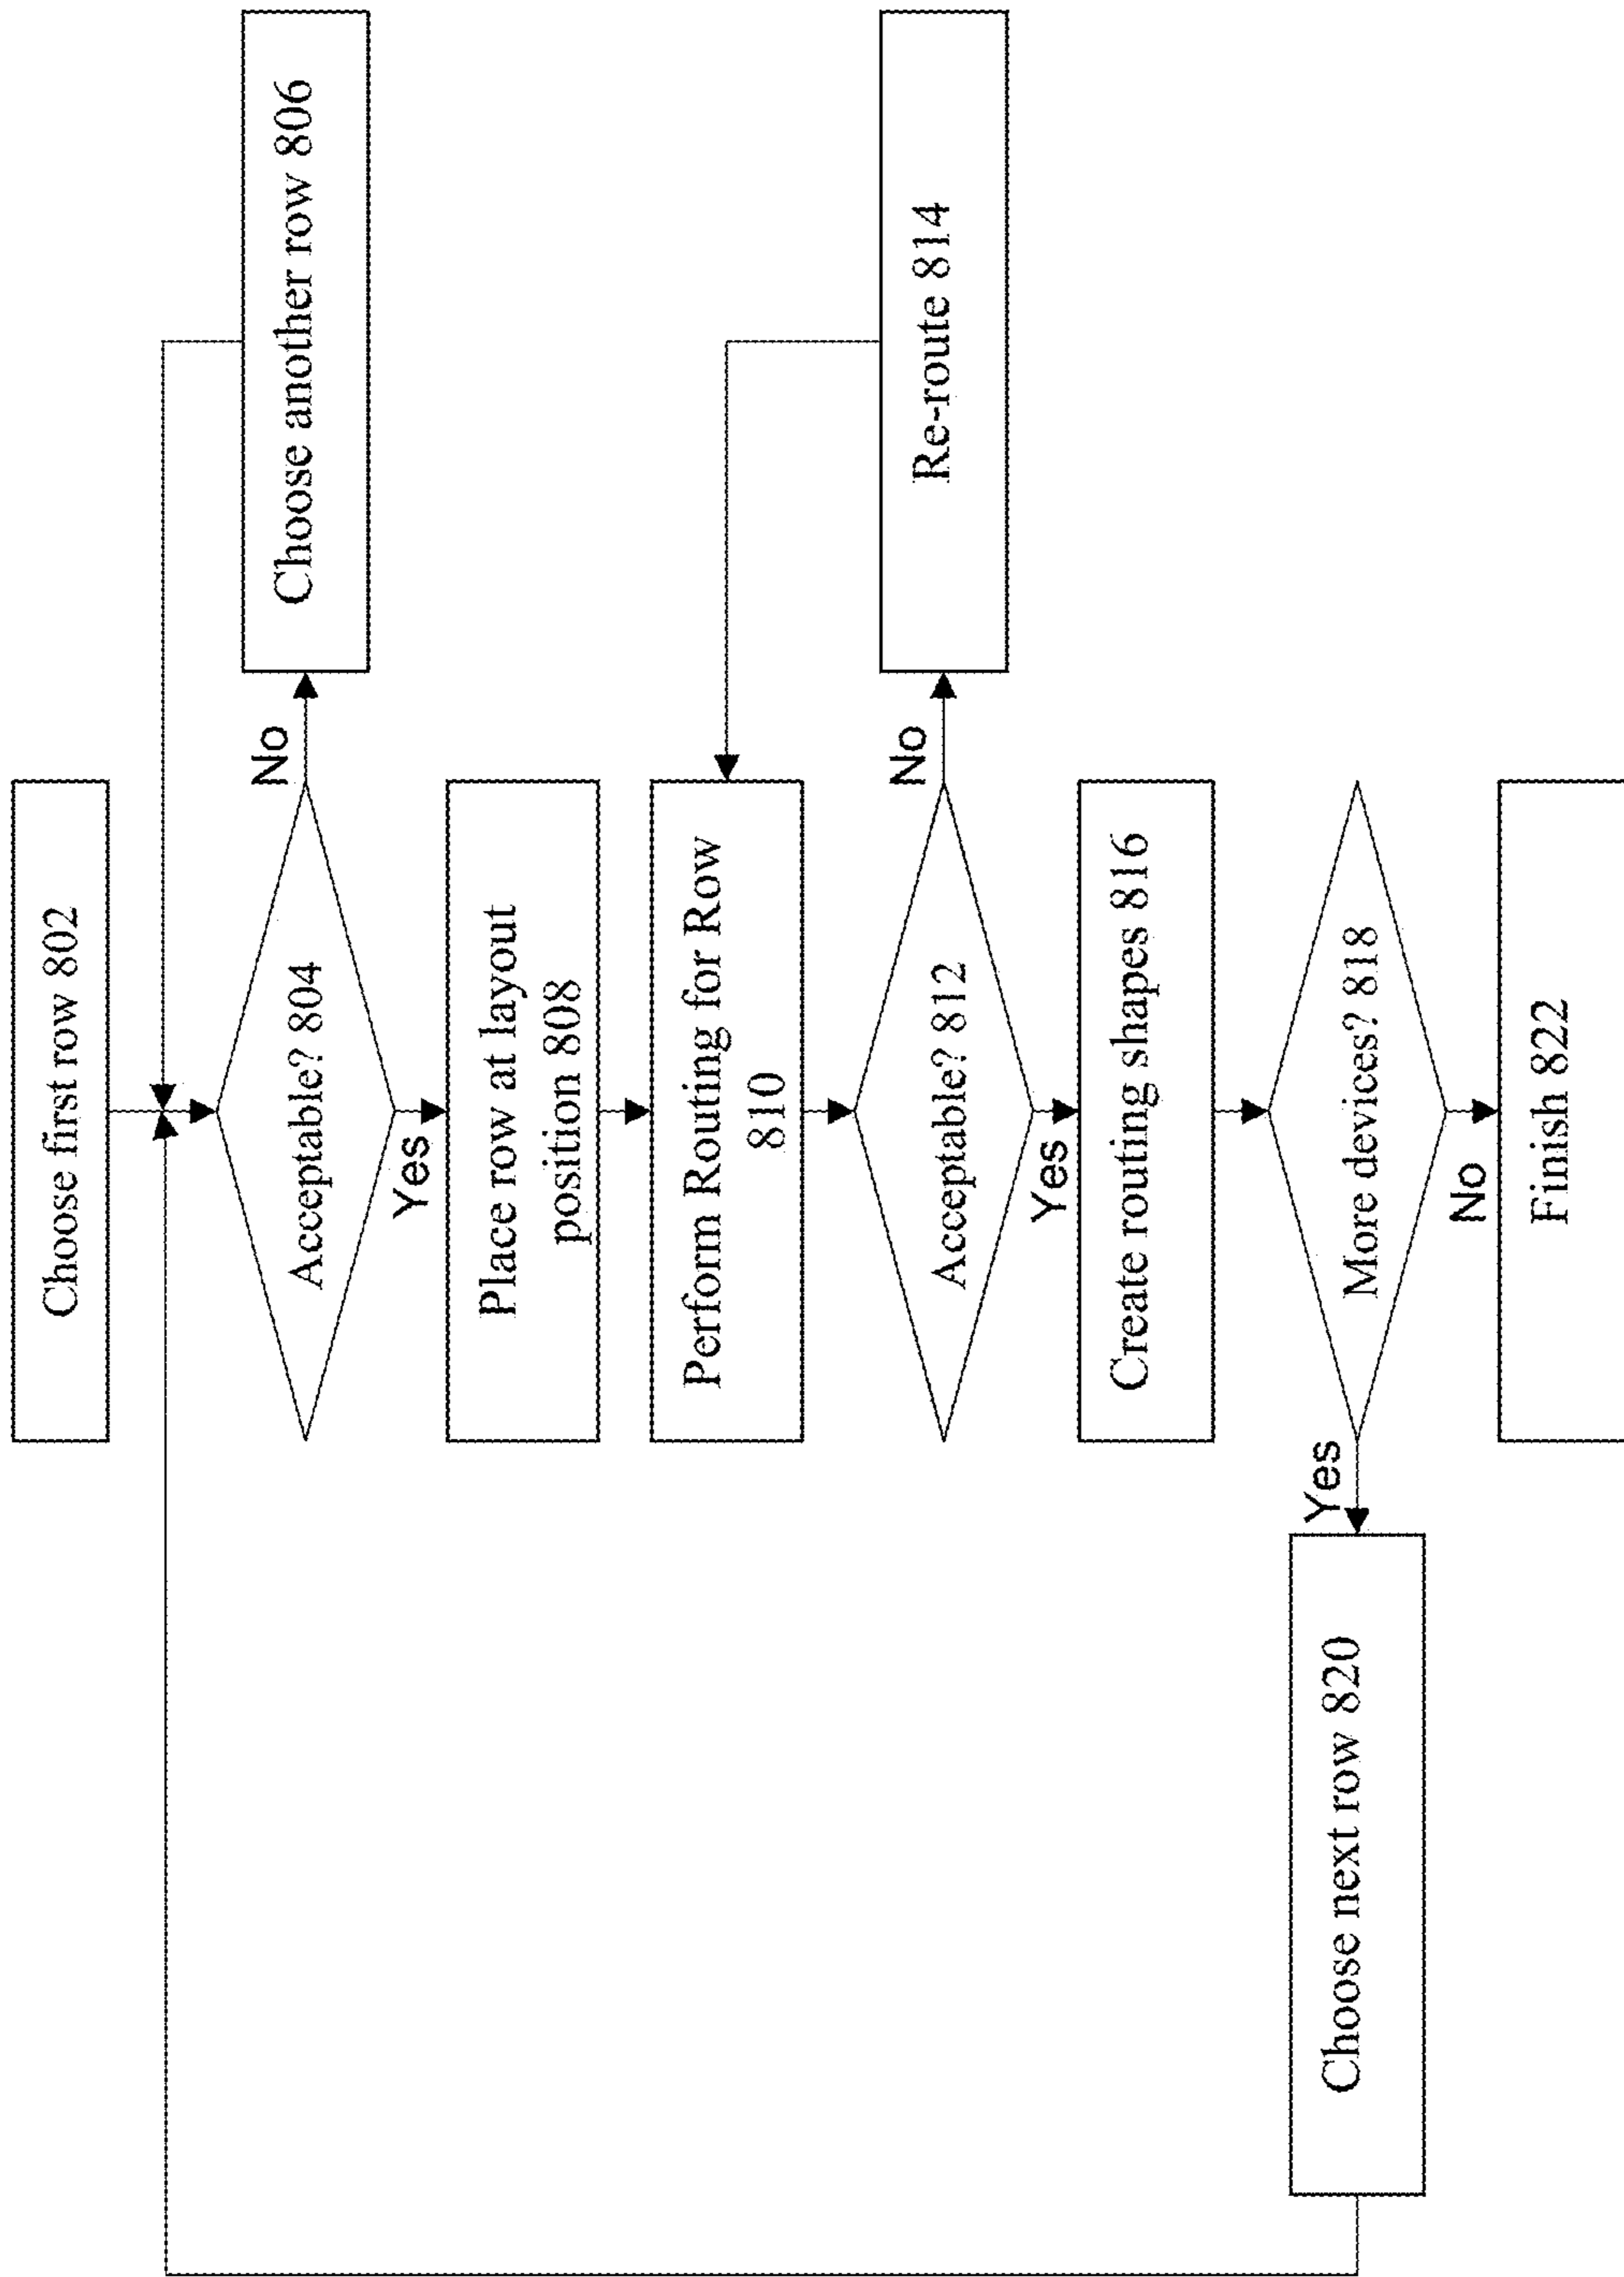 Choose first row 802
Acceptable? 804
No
Choose another row 806
Yes
Place row at layout
position 808
Perform Routing for Row
810
Acceptable? 812
No
Re-route 814
Yes
Create routing shapes 816
More devices? 818
Yes
Choose next row 820
No
Finish 822